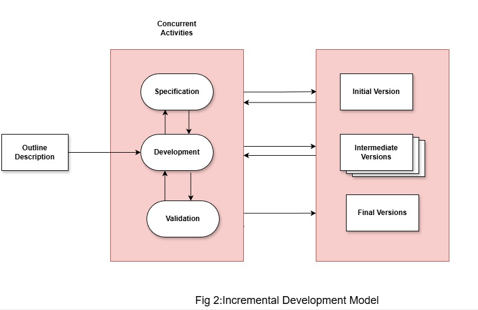 Concurrent
Activities
Specification
Initial Version
Outline
Description
Development
Intermediate
Versions
Validation
Final Versions
Fig 2:Incremental Development Model